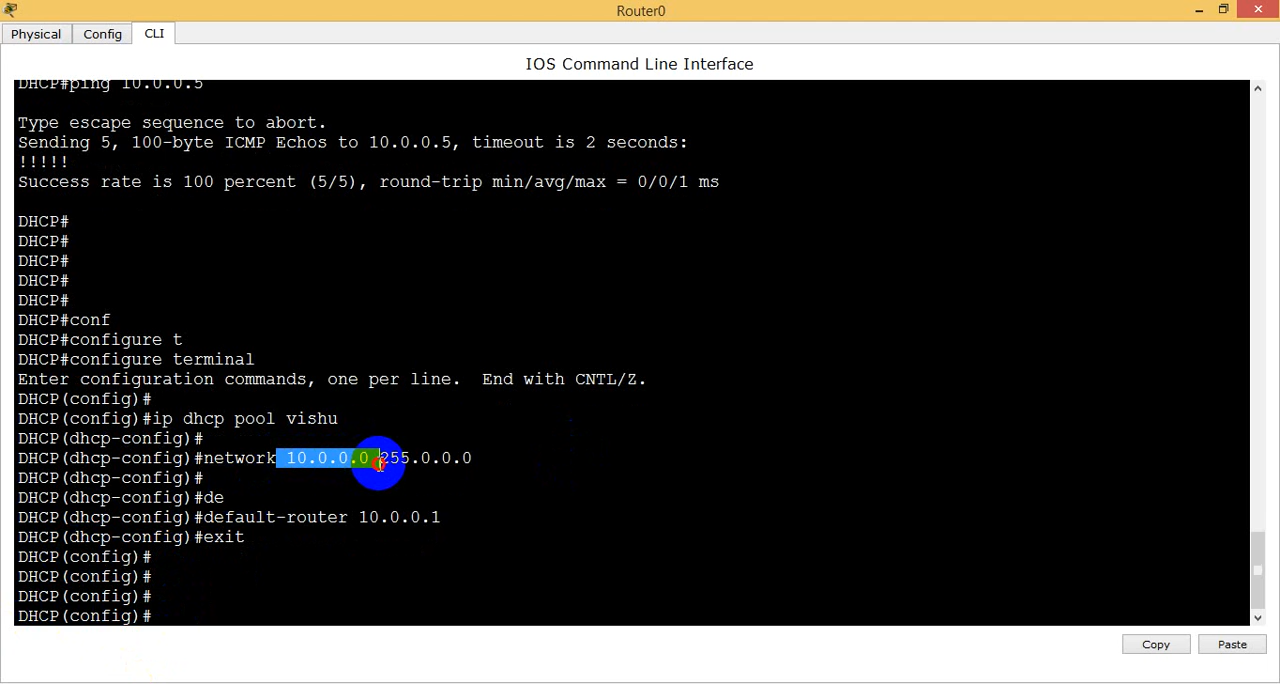 Router0
Physical Config CLI
IOS Command Line Interface
DHCP#ping 10.0.0.5
Type escape sequence to abort.
Sending 5, 100-byte ICMP Echos to 10.0.0.5, timeout is 2 seconds:
!!!!!
Success rate is 100 percent (5/5), round-trip min/avg/max = 0/0/1 ms
DHCP#
DHCP#
DHCP#
DHCP#
DHCP#
DHCP#conf
DHCP#configure t
DHCP#configure terminal
Enter configuration commands, one per line.  End with CNTL/Z.
DHCP(config)#
DHCP(config)#ip dhcp pool vishu
DHCP(dhcp-config)#
DHCP(dhcp-config)#network 10.0.0.0 255.0.0.0
DHCP(dhcp-config)#
DHCP(dhcp-config)#de
DHCP(dhcp-config)#default-router 10.0.0.1
DHCP(dhcp-config)#exit
DHCP(config)#
DHCP(config)#
DHCP(config)#
DHCP(config)#
Copy Paste